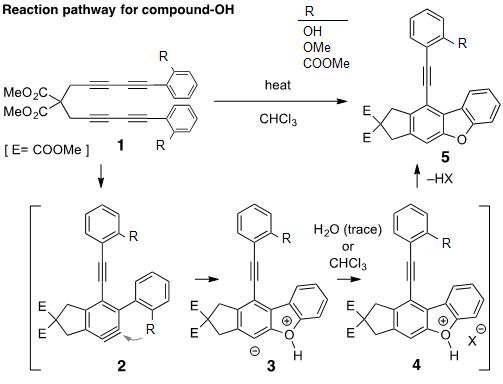 Reaction pathway for compound-OH
R
OH
OMe
COOMe
R
MeO₂C
MeO₂C
R
[ E= COOMe ]
1
heat
CHCl₃
R
E
E
O
5
–HX
R
E
E
R
2
R
E
E
⊕
⊖
O
H
3
H₂O (trace)
or
CHCl₃
R
E
E
⊕
O
H
X⊖
4